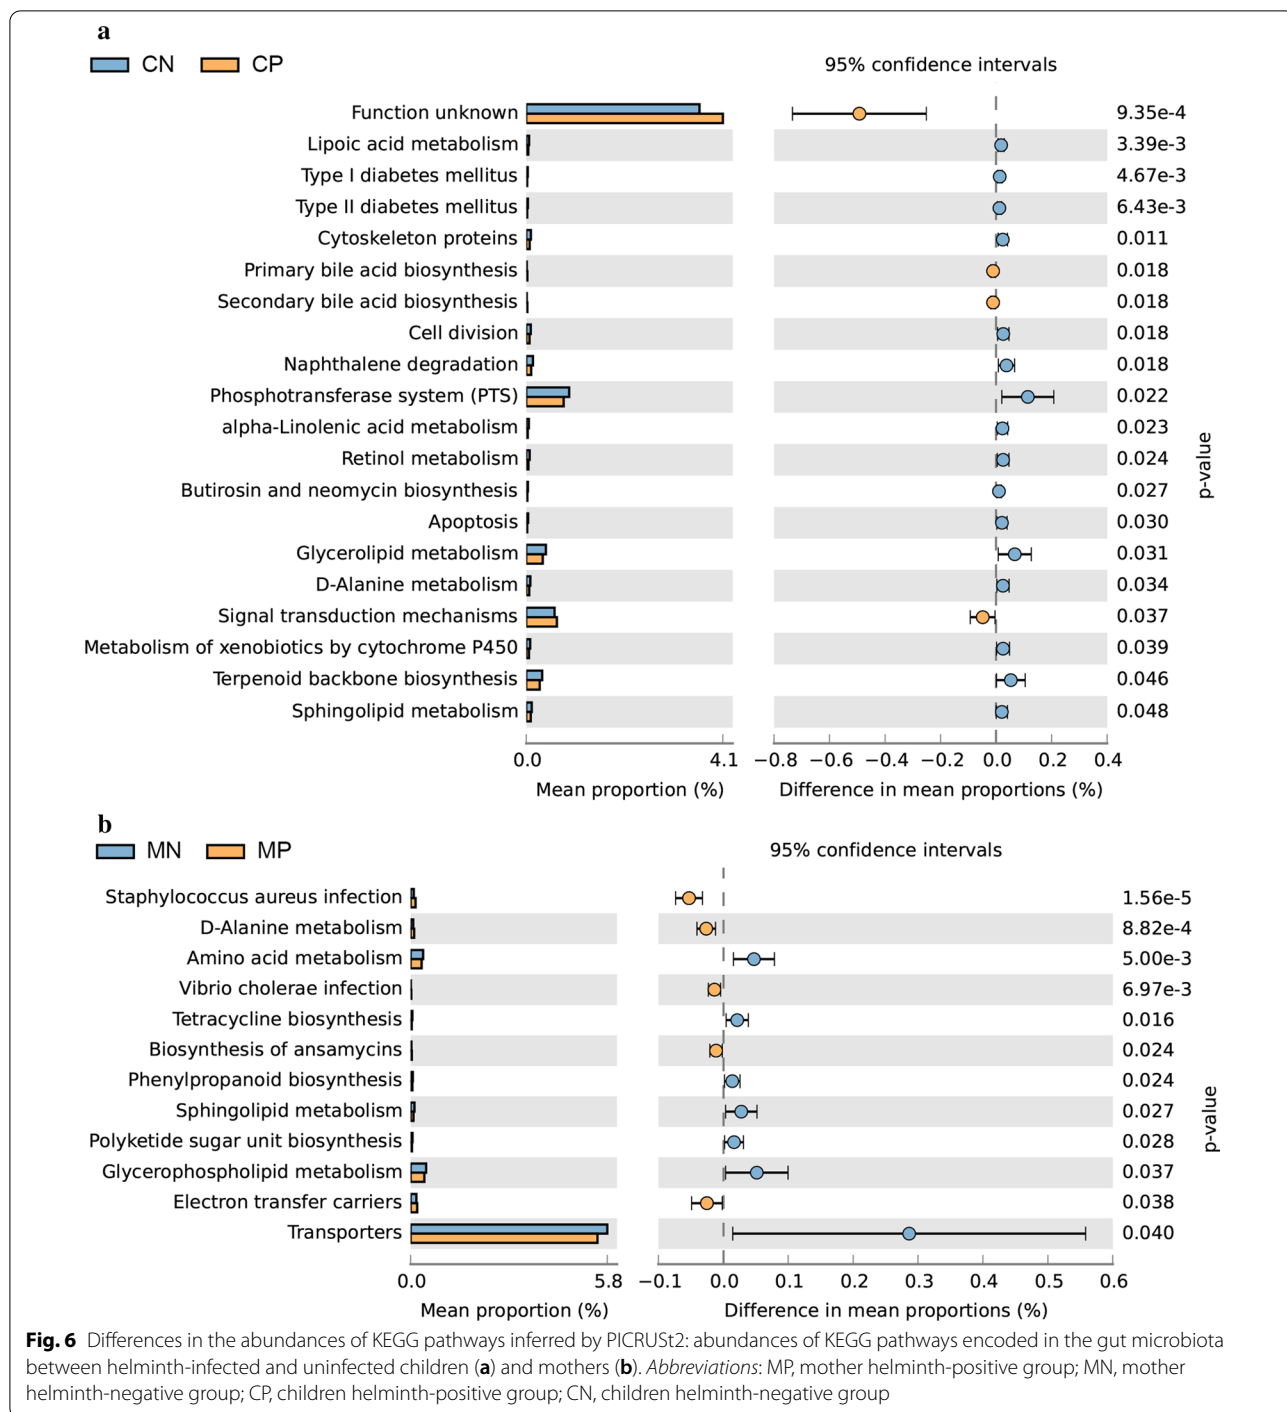 a
CN CP
95% confidence intervals
Function unknown 9.35e-4
Lipoic acid metabolism 3.39e-3
Type I diabetes mellitus 4.67e-3
Type II diabetes mellitus 6.43e-3
Cytoskeleton proteins 0.011
Primary bile acid biosynthesis 0.018
Secondary bile acid biosynthesis 0.018
Cell division 0.018
Naphthalene degradation 0.018
Phosphotransferase system (PTS) 0.022
alpha-Linolenic acid metabolism 0.023
Retinol metabolism 0.024
Butirosin and neomycin biosynthesis 0.027
Apoptosis 0.030
Glycerolipid metabolism 0.031
D-Alanine metabolism 0.034
Signal transduction mechanisms 0.037
Metabolism of xenobiotics by cytochrome P450 0.039
Terpenoid backbone biosynthesis 0.046
Sphingolipid metabolism 0.048
p-value
0.0 4.1 −0.8 −0.6 −0.4 −0.2 0.0 0.2 0.4
Mean proportion (%) Difference in mean proportions (%)
b
MN MP
95% confidence intervals
Staphylococcus aureus infection 1.56e-5
D-Alanine metabolism 8.82e-4
Amino acid metabolism 5.00e-3
Vibrio cholerae infection 6.97e-3
Tetracycline biosynthesis 0.016
Biosynthesis of ansamycins 0.024
Phenylpropanoid biosynthesis 0.024
Sphingolipid metabolism 0.027
Polyketide sugar unit biosynthesis 0.028
Glycerophospholipid metabolism 0.037
Electron transfer carriers 0.038
Transporters 0.040
p-value
0.0 5.8 −0.1 0.0 0.1 0.2 0.3 0.4 0.5 0.6
Mean proportion (%) Difference in mean proportions (%)
Fig. 6 Differences in the abundances of KEGG pathways inferred by PICRUSt2: abundances of KEGG pathways encoded in the gut microbiota
between helminth-infected and uninfected children (a) and mothers (b). Abbreviations: MP, mother helminth-positive group; MN, mother
helminth-negative group; CP, children helminth-positive group; CN, children helminth-negative group